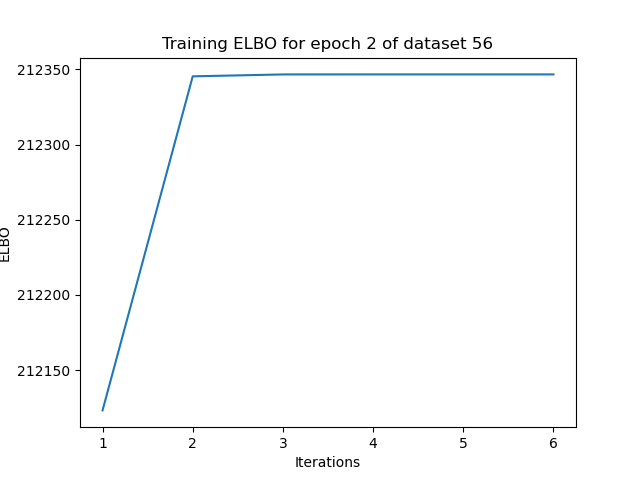 Training ELBO for epoch 2 of dataset 56
212350
212300
212250
212200
212150
ELBO
1 2 3 4 5 6
Iterations